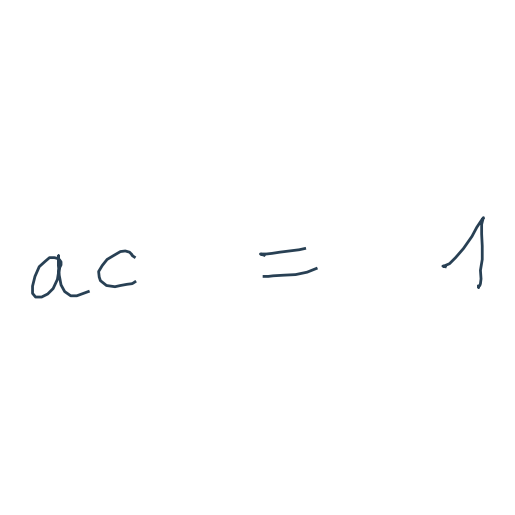 ac = 1